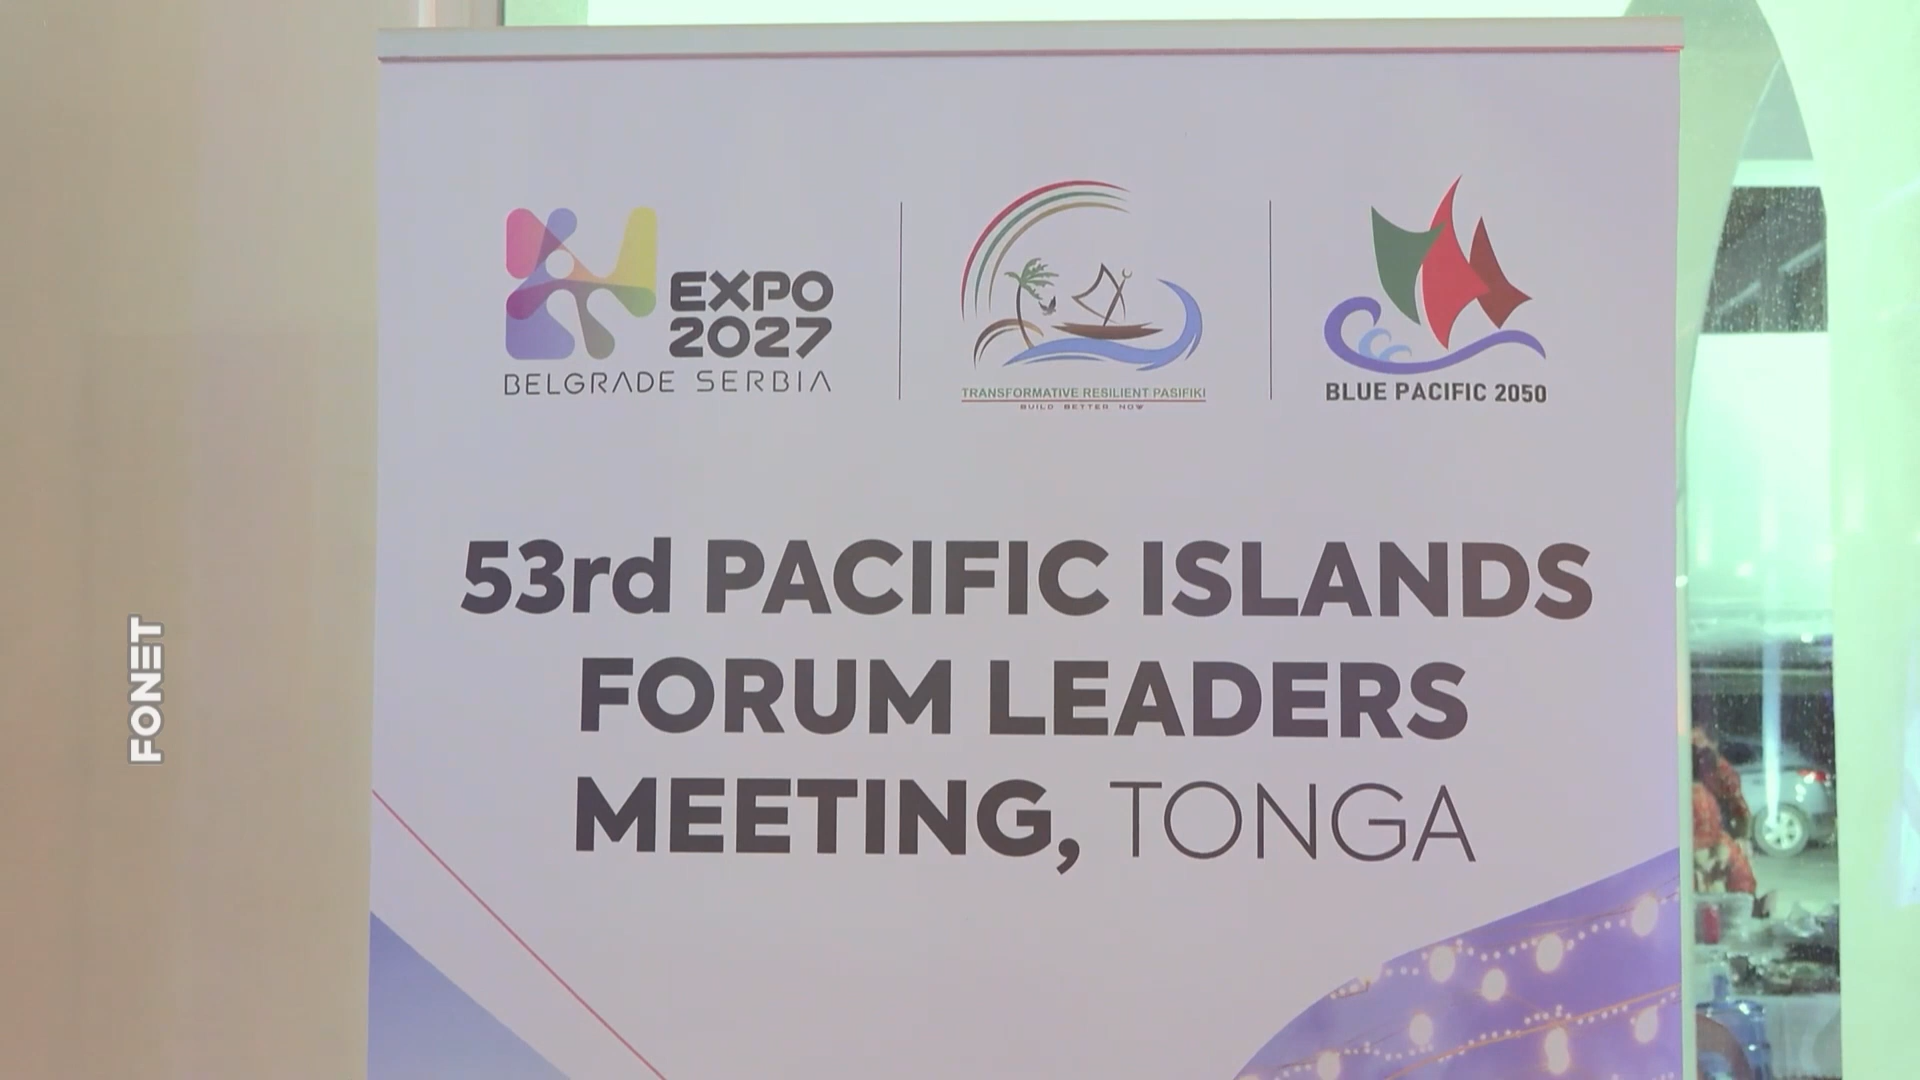 EXPO
2027
BELGRADE SERBIA
TRANSFORMATIVE RESILIENT PASIFIKI
BUILD BETTER NOW
BLUE PACIFIC 2050
53rd PACIFIC ISLANDS
FORUM LEADERS
MEETING, TONGA
FONET